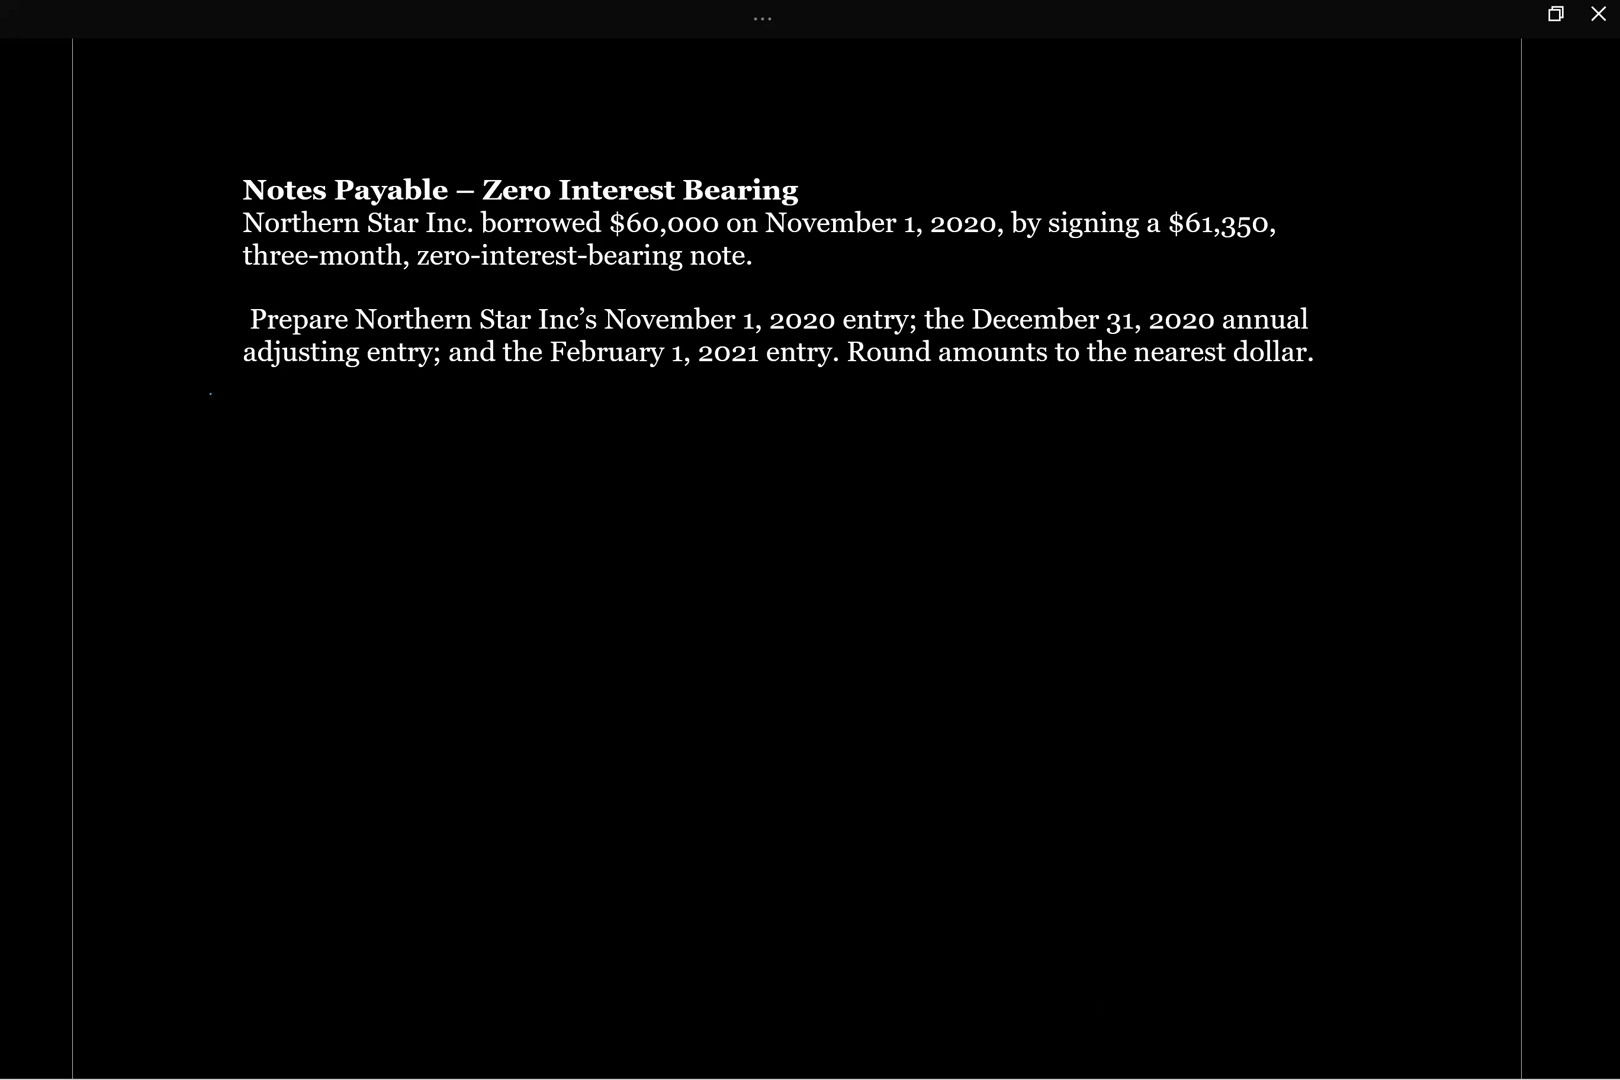 ...
Notes Payable – Zero Interest Bearing
Northern Star Inc. borrowed $60,000 on November 1, 2020, by signing a $61,350,
three-month, zero-interest-bearing note.
Prepare Northern Star Inc’s November 1, 2020 entry; the December 31, 2020 annual
adjusting entry; and the February 1, 2021 entry. Round amounts to the nearest dollar.